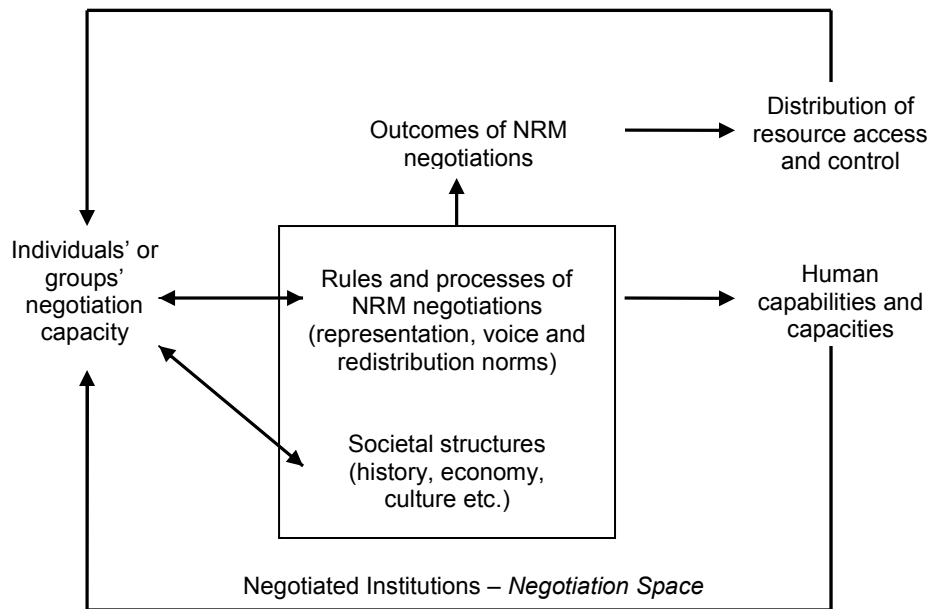 Distribution of
resource access
and control
Outcomes of NRM
negotiations
Individuals’ or
groups’
negotiation
capacity
Rules and processes of
NRM negotiations
(representation, voice and
redistribution norms)
Human
capabilities and
capacities
Societal structures
(history, economy,
culture etc.)
Negotiated Institutions – Negotiation Space